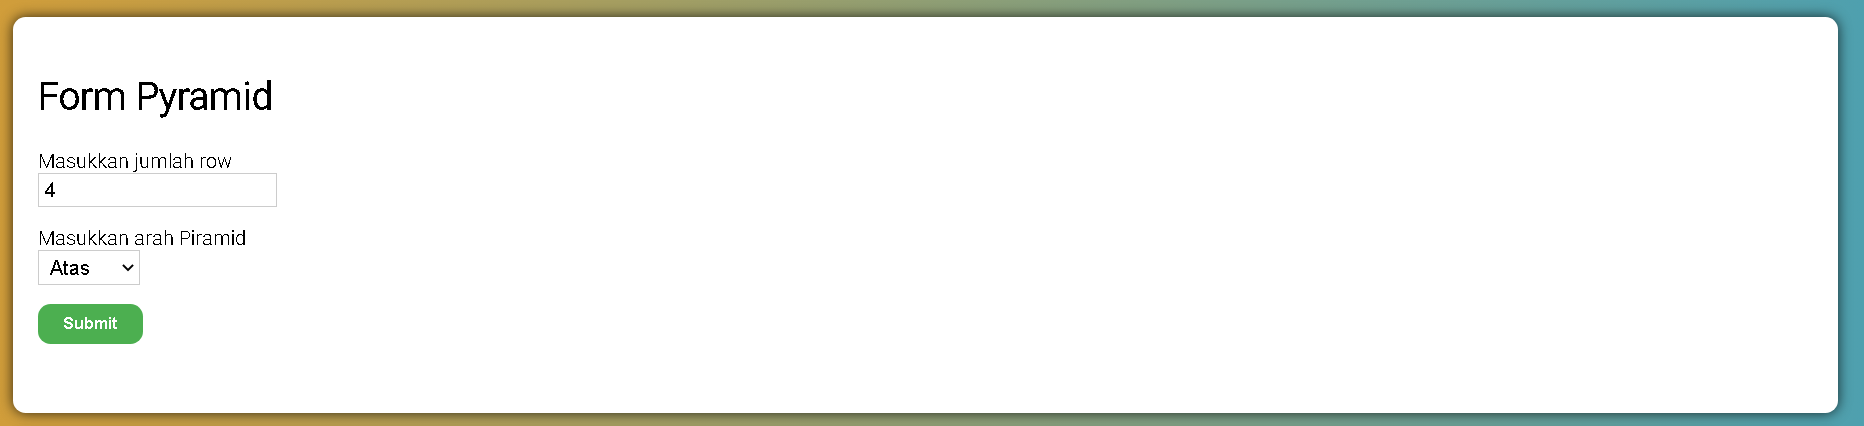 Form Pyramid
Masukkan jumlah row
4
Masukkan arah Piramid
Atas
Submit